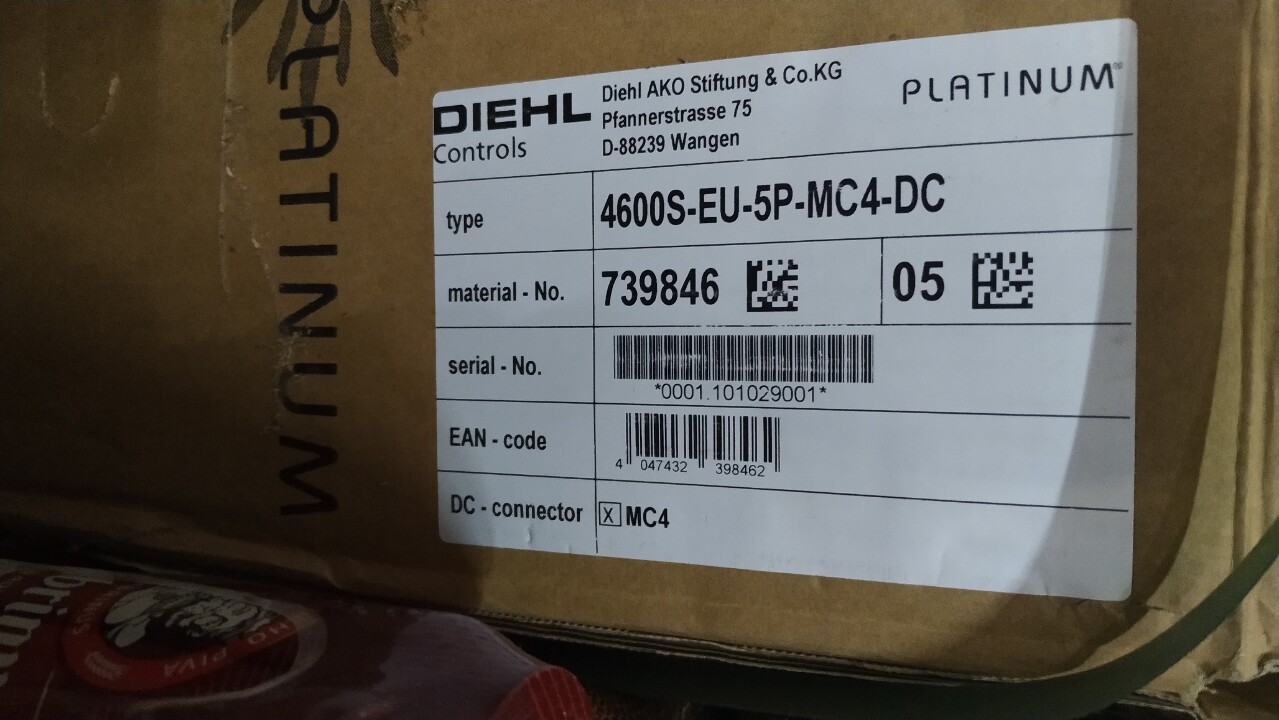 PLATINUM
DIEHL
Controls
Diehl AKO Stiftung & Co.KG
Pfannerstrasse 75
D-88239 Wangen
PLATINUM
type
4600S-EU-5P-MC4-DC
material - No.
739846
05
serial - No.
*0001.101029001*
EAN - code
4 047432 398462
DC - connector
X MC4
PIVA